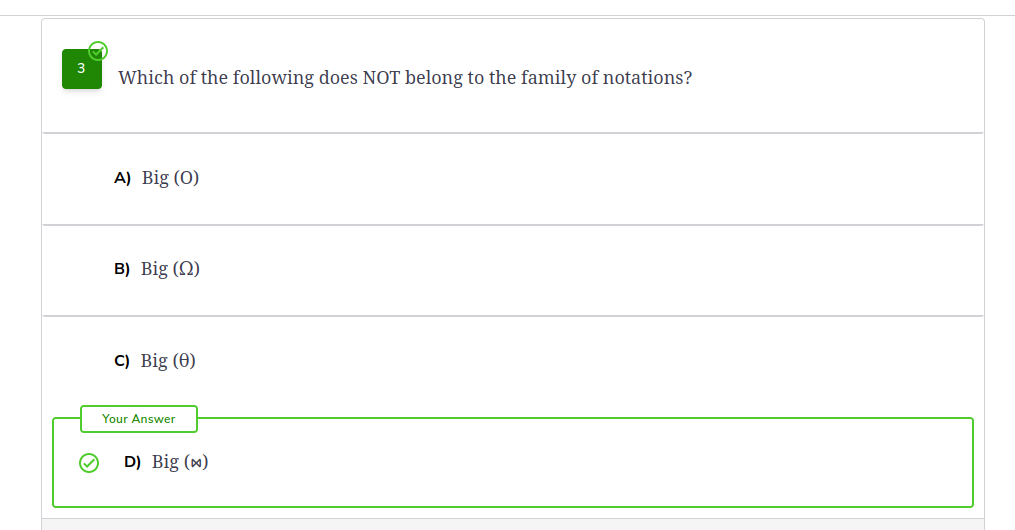 3
Which of the following does NOT belong to the family of notations?
A) Big (O)
B) Big (Ω)
C) Big (θ)
Your Answer
D) Big (⋈)